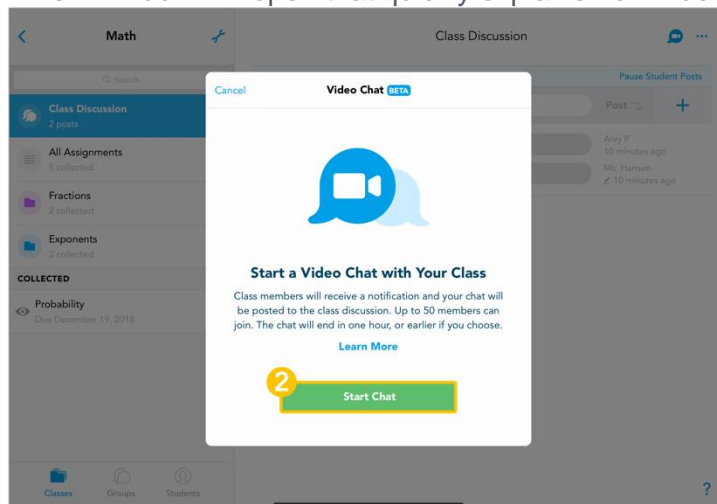 Math
Class Discussion
Search
Pause Student Posts
Class Discussion
2 posts
Post
All Assignments
5 collected
Fractions
2 collected
Exponents
2 collected
COLLECTED
Probability
Due December 19, 2018
Arvy P
10 minutes ago
Ms. Hansen
10 minutes ago
Cancel
Video Chat BETA
Start a Video Chat with Your Class
Class members will receive a notification and your chat will
be posted to the class discussion. Up to 50 members can
join. The chat will end in one hour, or earlier if you choose.
Learn More
2
Start Chat
Classes
Groups
Students
?